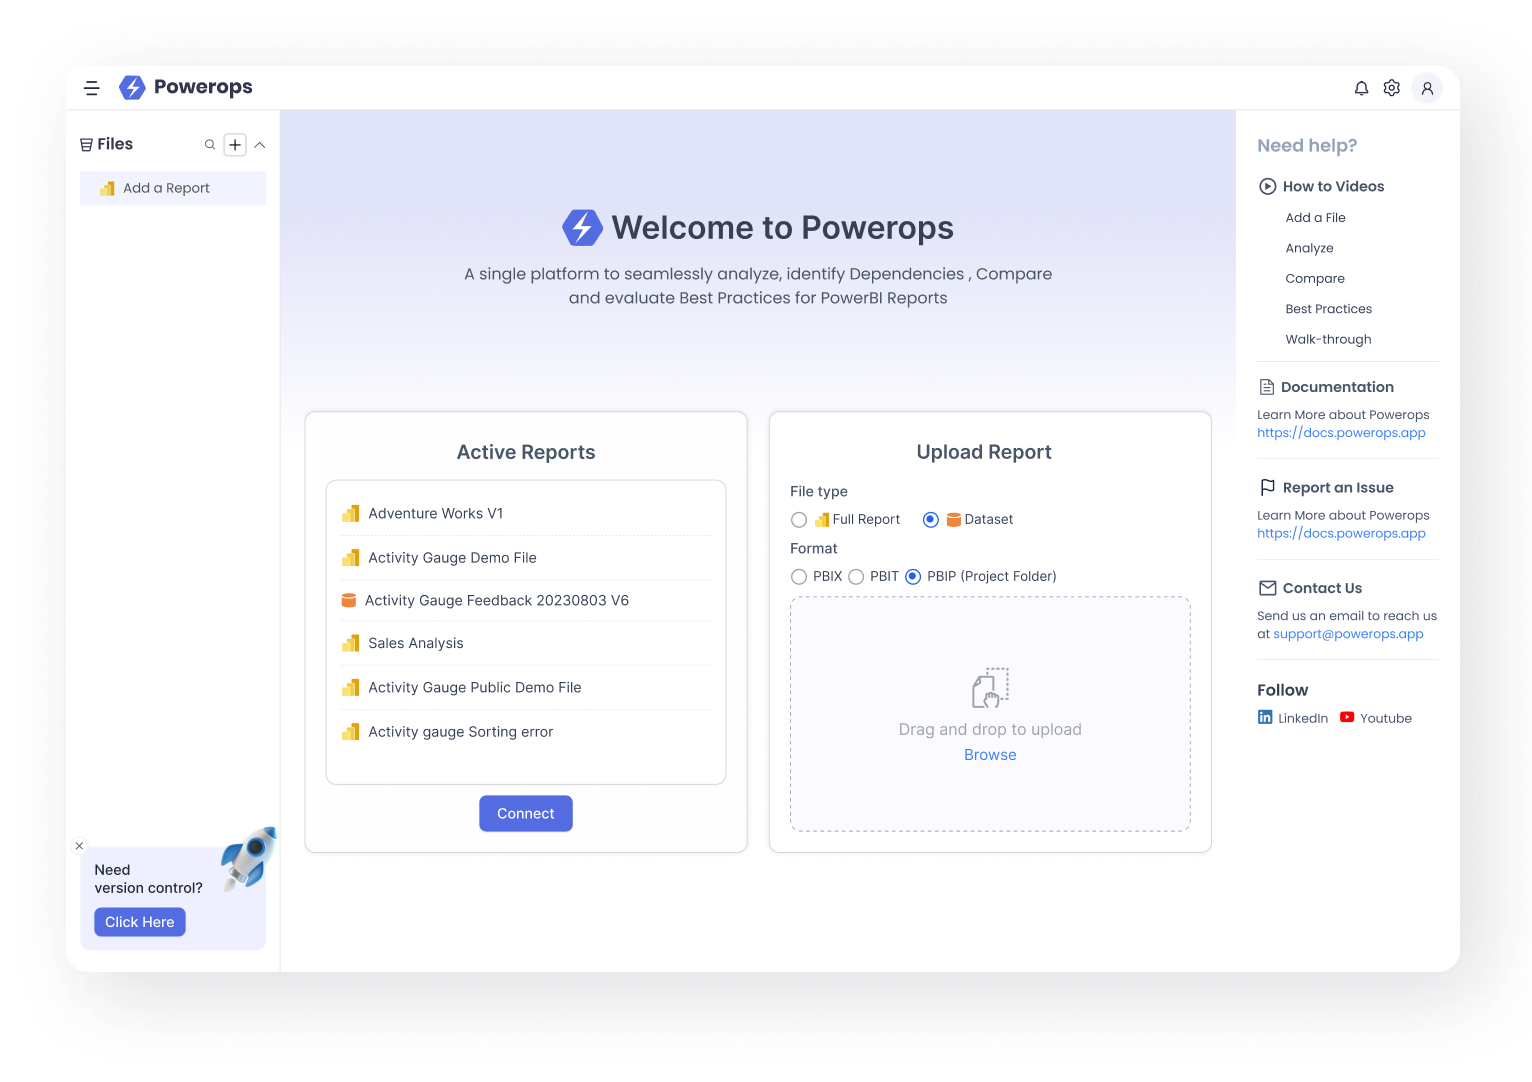 Powerops
Files
Add a Report
Need
version control?
Click Here
Welcome to Powerops
A single platform to seamlessly analyze, identify Dependencies , Compare
and evaluate Best Practices for PowerBI Reports
Active Reports
Adventure Works V1
Activity Gauge Demo File
Activity Gauge Feedback 20230803 V6
Sales Analysis
Activity Gauge Public Demo File
Activity gauge Sorting error
Connect
Upload Report
File type
Full Report Dataset
Format
PBIX PBIT PBIP (Project Folder)
Drag and drop to upload
Browse
Need help?
How to Videos
Add a File
Analyze
Compare
Best Practices
Walk-through
Documentation
Learn More about Powerops
https://docs.powerops.app
Report an Issue
Learn More about Powerops
https://docs.powerops.app
Contact Us
Send us an email to reach us
at support@powerops.app
Follow
LinkedIn Youtube